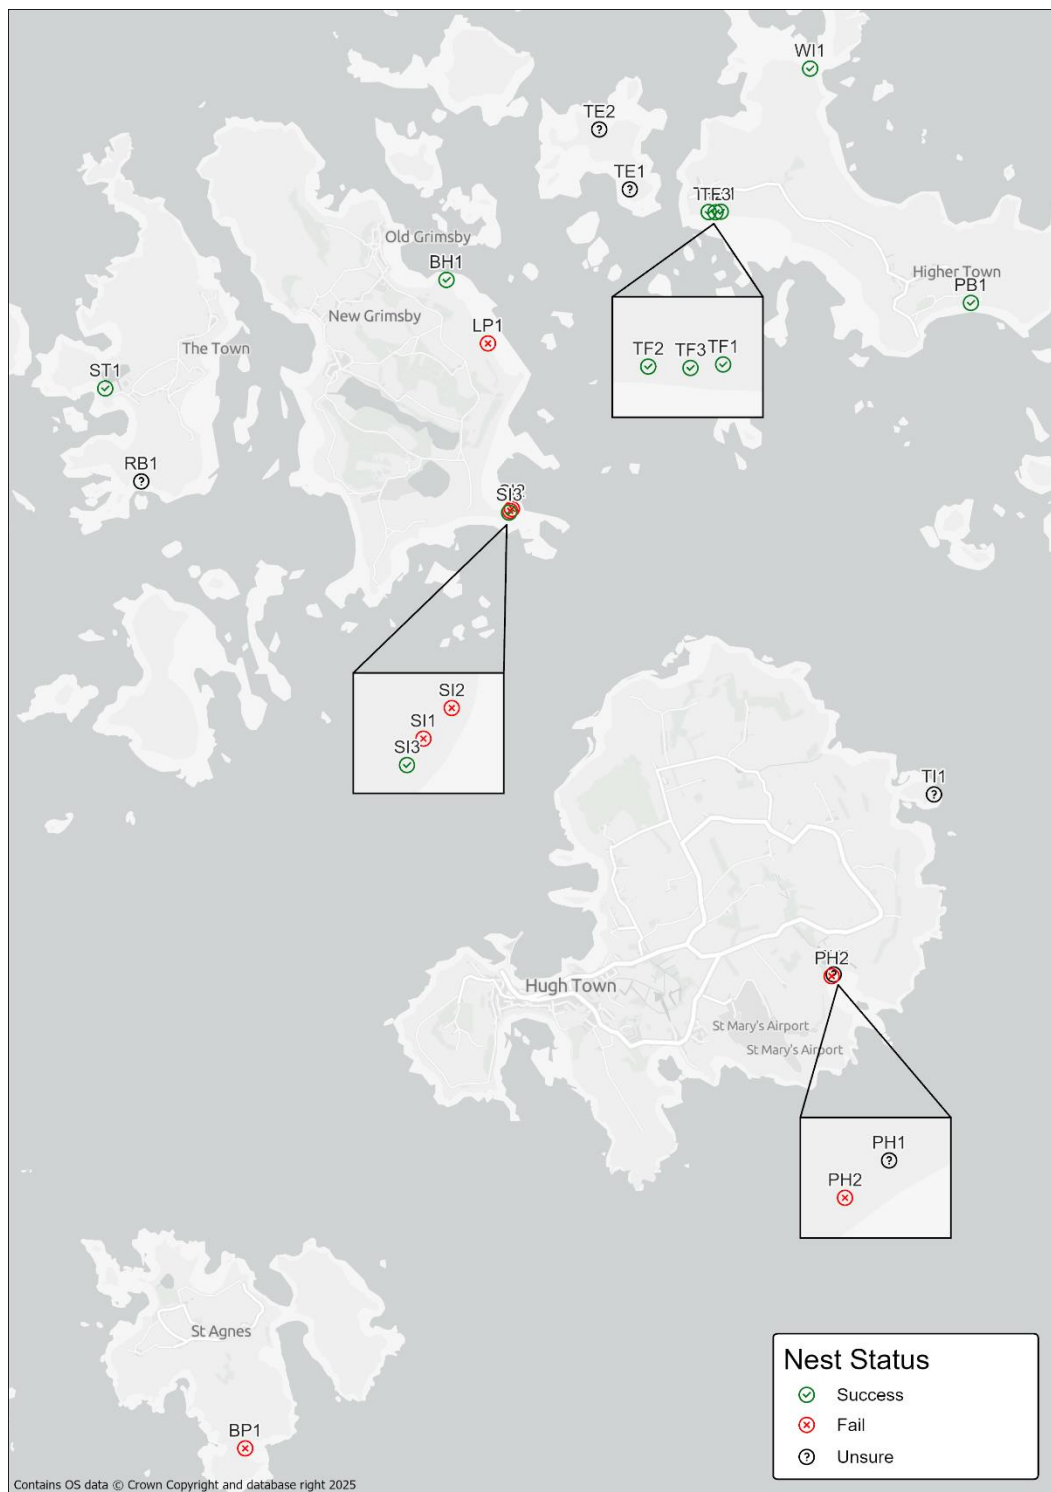 WI1
TE2
TE1
Old Grimsby
BH1
Higher Town
PB1
New Grimsby
LP1
The Town
ST1
TF2
TF3
TF1
RB1
SI3
SI2
SI1
SI3
TI1
PH2
Hugh Town
St Mary's Airport
St Mary's Airport
PH1
PH2
St Agnes
BP1
Nest Status
Success
Fail
Unsure
Contains OS data © Crown Copyright and database right 2025